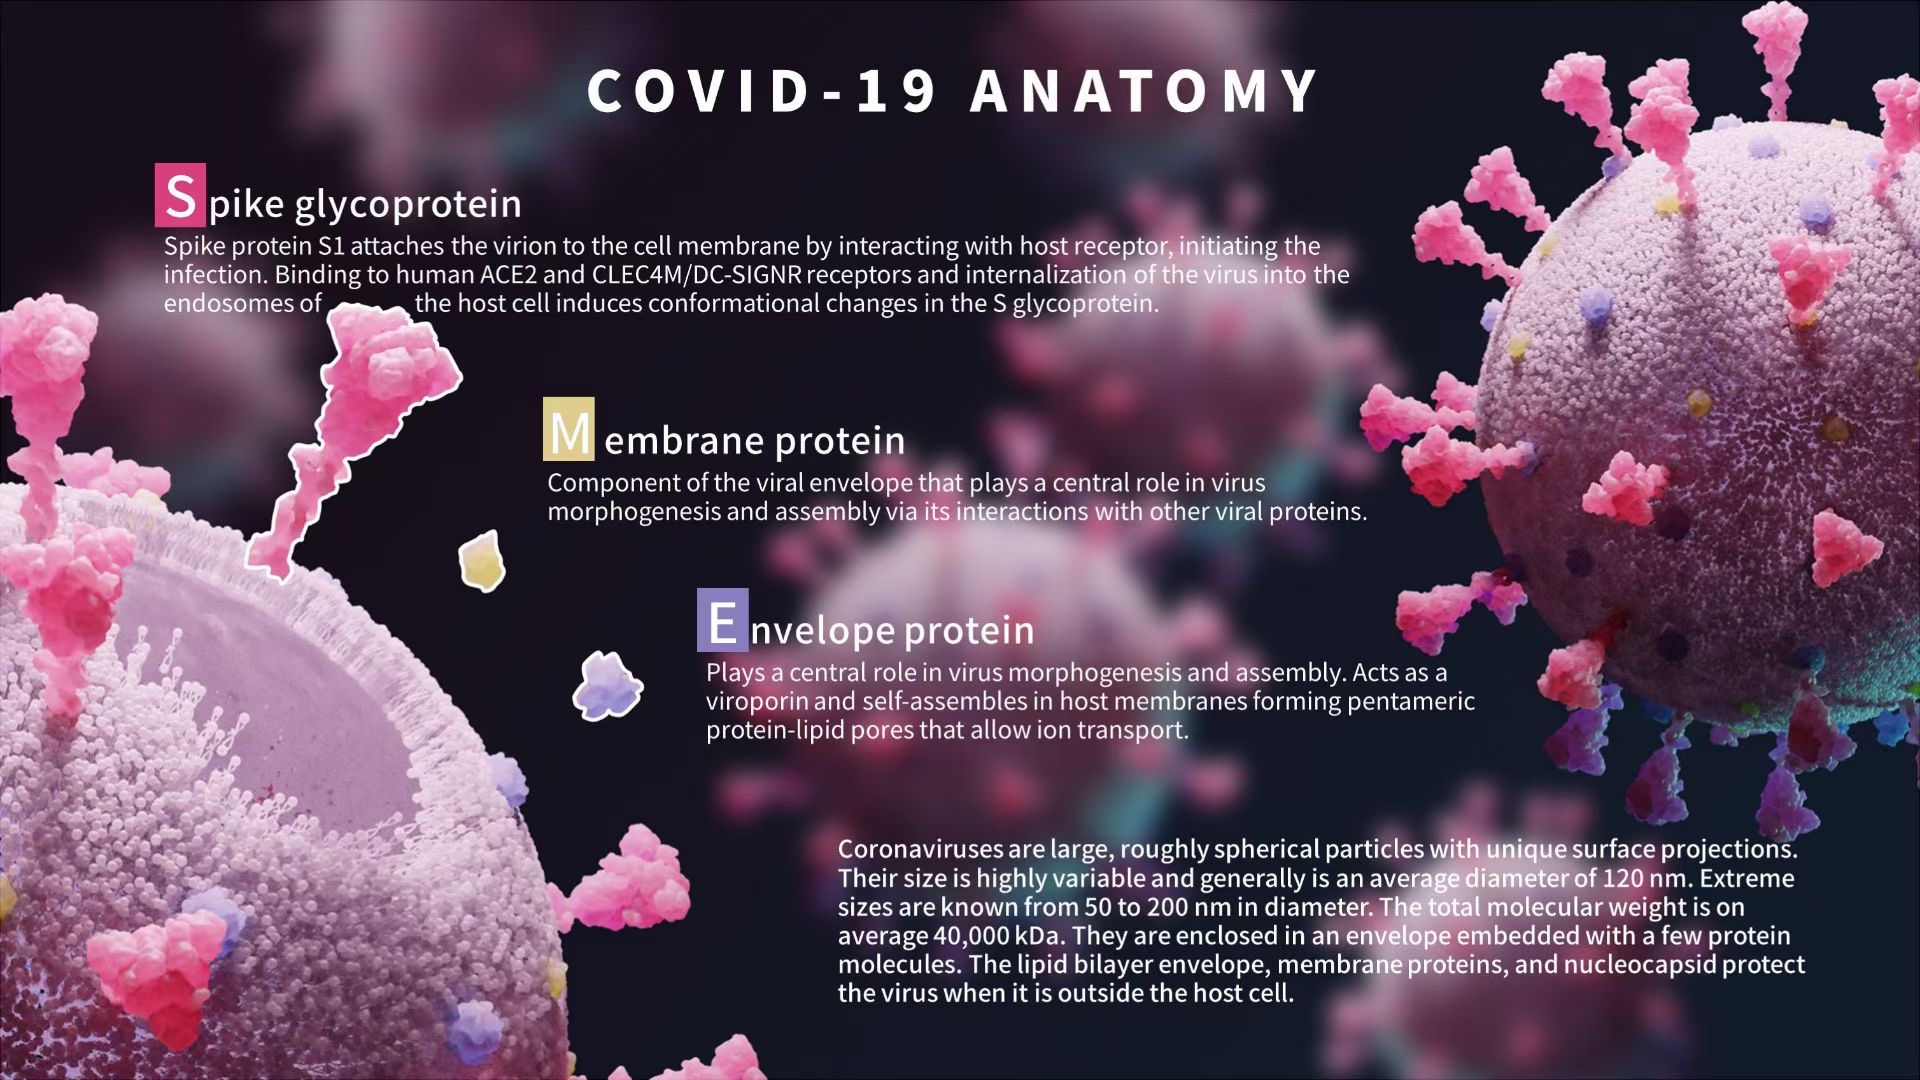 COVID-19 ANATOMY
Spike glycoprotein
Spike protein S1 attaches the virion to the cell membrane by interacting with host receptor, initiating the
infection. Binding to human ACE2 and CLEC4M/DC-SIGNR receptors and internalization of the virus into the
endosomes of the host cell induces conformational changes in the S glycoprotein.
Membrane protein
Component of the viral envelope that plays a central role in virus
morphogenesis and assembly via its interactions with other viral proteins.
Envelope protein
Plays a central role in virus morphogenesis and assembly. Acts as a
viroporin and self-assembles in host membranes forming pentameric
protein-lipid pores that allow ion transport.
Coronaviruses are large, roughly spherical particles with unique surface projections.
Their size is highly variable and generally is an average diameter of 120 nm. Extreme
sizes are known from 50 to 200 nm in diameter. The total molecular weight is on
average 40,000 kDa. They are enclosed in an envelope embedded with a few protein
molecules. The lipid bilayer envelope, membrane proteins, and nucleocapsid protect
the virus when it is outside the host cell.